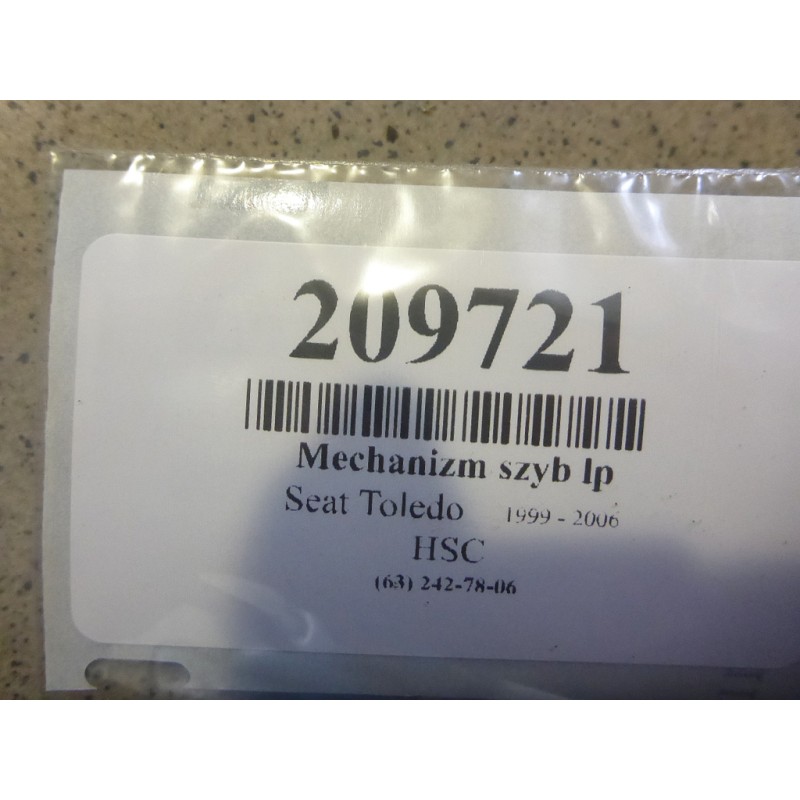 209721
Mechanizm szyb lp
Seat Toledo 1999 - 2006
HSC
(63) 242-78-06